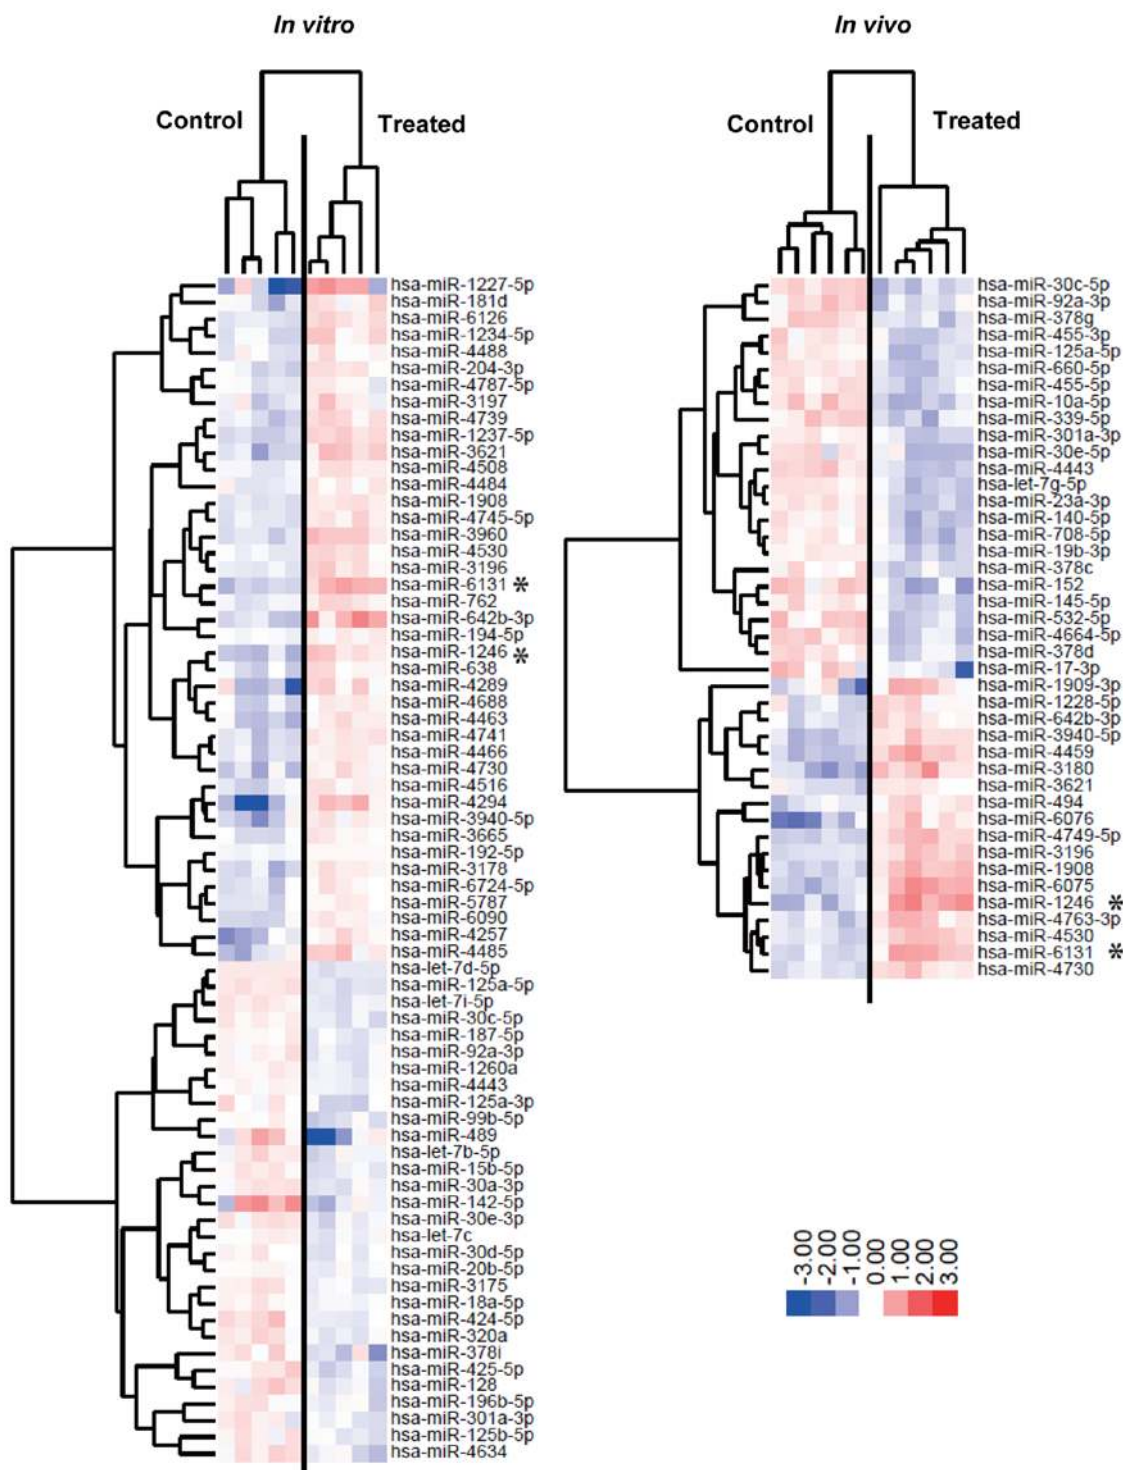 In vitro
Control
Treated
hsa-miR-1227-5p
hsa-miR-181d
hsa-miR-6126
hsa-miR-1234-5p
hsa-miR-4488
hsa-miR-204-3p
hsa-miR-4787-5p
hsa-miR-3197
hsa-miR-4739
hsa-miR-1237-5p
hsa-miR-3621
hsa-miR-4508
hsa-miR-4484
hsa-miR-1908
hsa-miR-4745-5p
hsa-miR-3960
hsa-miR-4530
hsa-miR-3196
hsa-miR-6131 *
hsa-miR-762
hsa-miR-642b-3p
hsa-miR-194-5p
hsa-miR-1246 *
hsa-miR-638
hsa-miR-4289
hsa-miR-4688
hsa-miR-4463
hsa-miR-4741
hsa-miR-4466
hsa-miR-4730
hsa-miR-4516
hsa-miR-4294
hsa-miR-3940-5p
hsa-miR-3665
hsa-miR-192-5p
hsa-miR-3178
hsa-miR-6724-5p
hsa-miR-5787
hsa-miR-6090
hsa-miR-4257
hsa-miR-4485
hsa-let-7d-5p
hsa-miR-125a-5p
hsa-let-7i-5p
hsa-miR-30c-5p
hsa-miR-187-5p
hsa-miR-92a-3p
hsa-miR-1260a
hsa-miR-4443
hsa-miR-125a-3p
hsa-miR-99b-5p
hsa-miR-489
hsa-let-7b-5p
hsa-miR-15b-5p
hsa-miR-30a-3p
hsa-miR-142-5p
hsa-miR-30e-3p
hsa-let-7c
hsa-miR-30d-5p
hsa-miR-20b-5p
hsa-miR-3175
hsa-miR-18a-5p
hsa-miR-424-5p
hsa-miR-320a
hsa-miR-378i
hsa-miR-425-5p
hsa-miR-128
hsa-miR-196b-5p
hsa-miR-301a-3p
hsa-miR-125b-5p
hsa-miR-4634
In vivo
Control
Treated
hsa-miR-30c-5p
hsa-miR-92a-3p
hsa-miR-378g
hsa-miR-455-3p
hsa-miR-125a-5p
hsa-miR-660-5p
hsa-miR-455-5p
hsa-miR-10a-5p
hsa-miR-339-5p
hsa-miR-301a-3p
hsa-miR-30e-5p
hsa-miR-4443
hsa-let-7g-5p
hsa-miR-23a-3p
hsa-miR-140-5p
hsa-miR-708-5p
hsa-miR-19b-3p
hsa-miR-378c
hsa-miR-152
hsa-miR-145-5p
hsa-miR-532-5p
hsa-miR-4664-5p
hsa-miR-378d
hsa-miR-17-3p
hsa-miR-1909-3p
hsa-miR-1228-5p
hsa-miR-642b-3p
hsa-miR-3940-5p
hsa-miR-4459
hsa-miR-3180
hsa-miR-3621
hsa-miR-494
hsa-miR-6076
hsa-miR-4749-5p
hsa-miR-3196
hsa-miR-1908
hsa-miR-6075
hsa-miR-1246 *
hsa-miR-4763-3p
hsa-miR-4530
hsa-miR-6131 *
hsa-miR-4730
-3.00
-2.00
-1.00
0.00
1.00
2.00
3.00